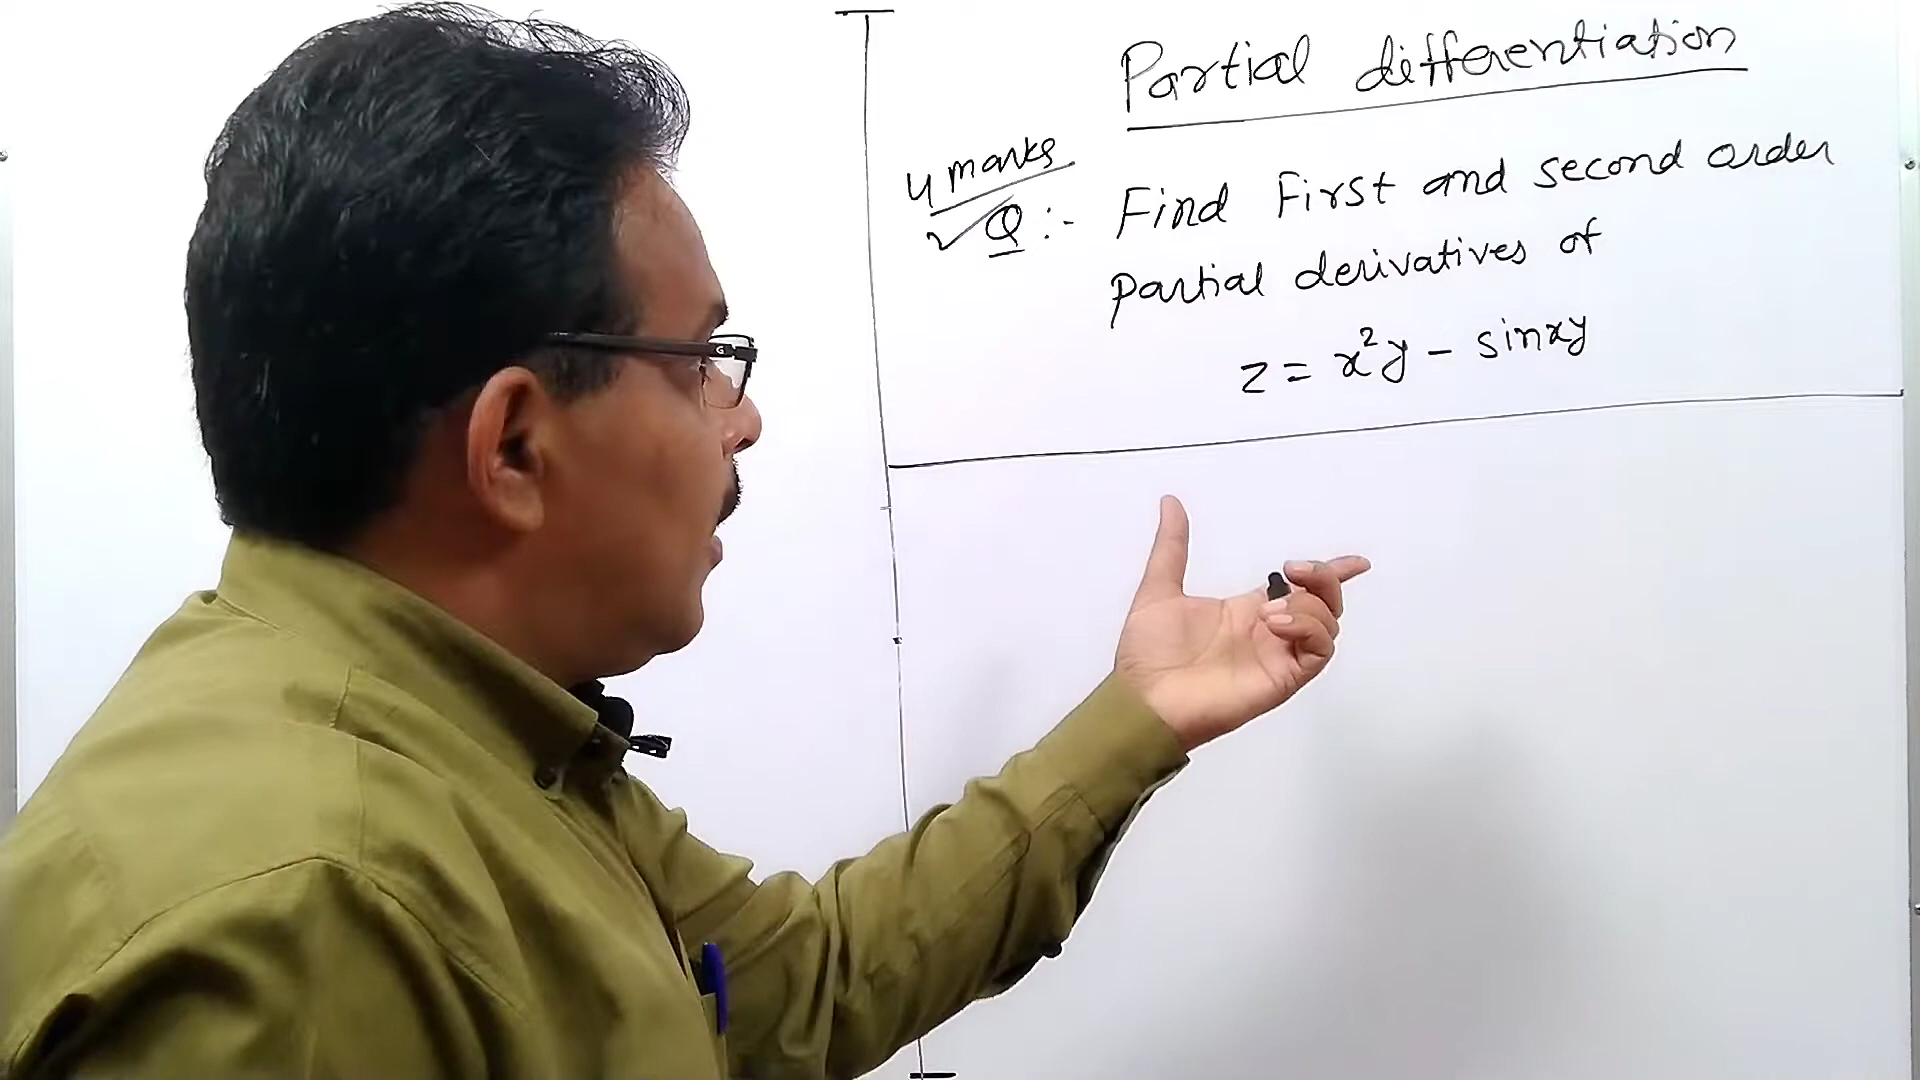 Partial differentiation
4 marks
Q :- Find First and second order
partial derivatives of
z = x²y - sinxy